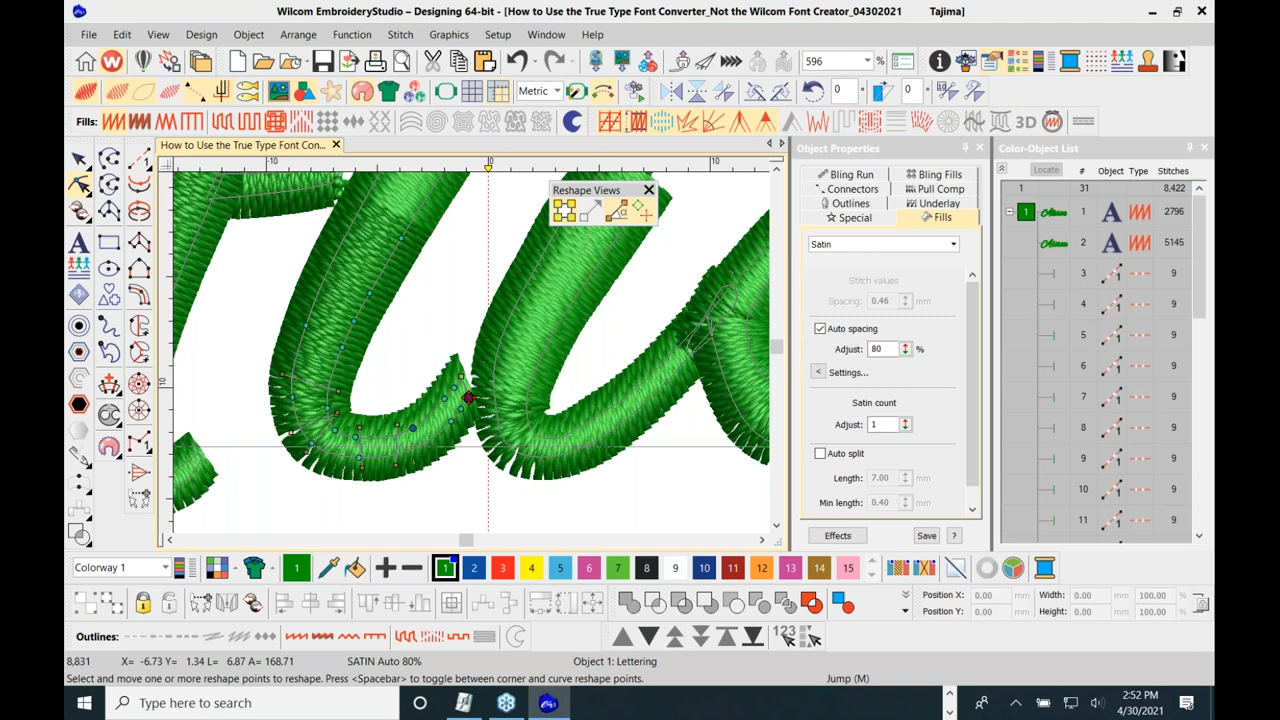 Wilcom EmbroideryStudio – Designing 64-bit - [How to Use the True Type Font Converter_Not the Wilcom Font Creator_04302021 Tajima]
File Edit View Design Object Arrange Function Stitch Graphics Setup Window Help
596 %
Metric 0 ° 0 °
Fills: 3D
How to Use the True Type Font Con...
-10 0 10
10
Reshape Views
Object Properties
Bling Run Bling Fills
Connectors Pull Comp
Outlines Underlay
Special Fills
Satin
Stitch values
Spacing: 0.46 mm
Auto spacing
Adjust: 80 %
< Settings...
Satin count
Adjust: 1
Auto split
Length: 7.00 mm
Min length: 0.40 mm
Effects Save ?
Color-Object List
Locate # Object Type Stitches
1 31 8,422
1 1 A 2796
2 A 5145
3 9
4 9
5 9
6 9
7 9
8 9
9 9
10 9
11 9
Colorway 1 1 1 2 3 4 5 6 7 8 9 10 11 12 13 14 15
Position X: 0.00 mm Width: 0.00 mm 100.00 %
Position Y: 0.00 mm Height: 0.00 mm 100.00 %
Outlines: 123
8,831 X= -6.73 Y= 1.34 L= 6.87 A= 168.71 SATIN Auto 80% Object 1: Lettering
Select and move one or more reshape points to reshape. Press <Spacebar> to toggle between corner and curve reshape points. Jump (M)
Type here to search
2:52 PM
4/30/2021